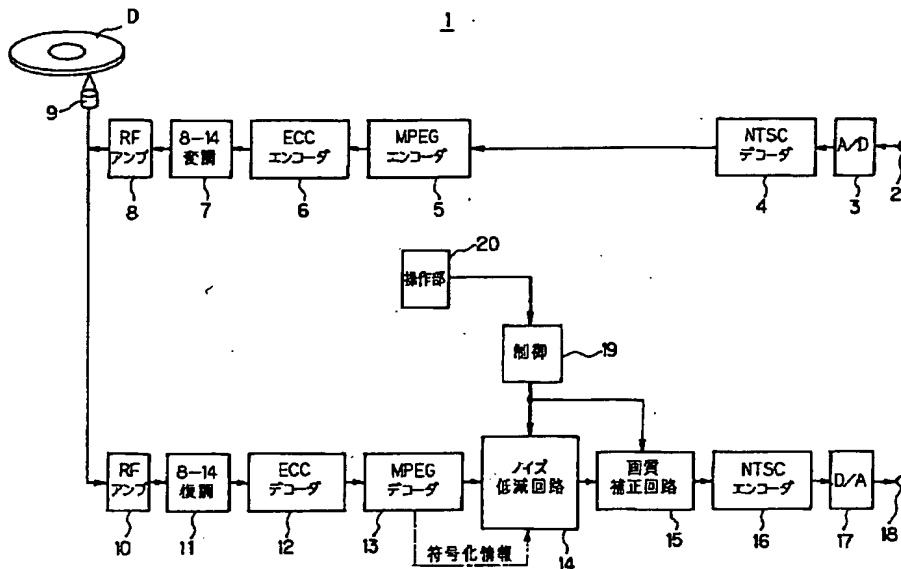 1
D
9
RF
アンプ
8
8-14
変調
7
ECC
エンコーダ
6
MPEG
エンコーダ
5
NTSC
デコーダ
4
A/D
3
2
20
操作部
制御
19
RF
アンプ
10
8-14
復調
11
ECC
デコーダ
12
MPEG
デコーダ
13
符号化情報
ノイズ
低減回路
14
画質
補正回路
15
NTSC
エンコーダ
16
D/A
17
18